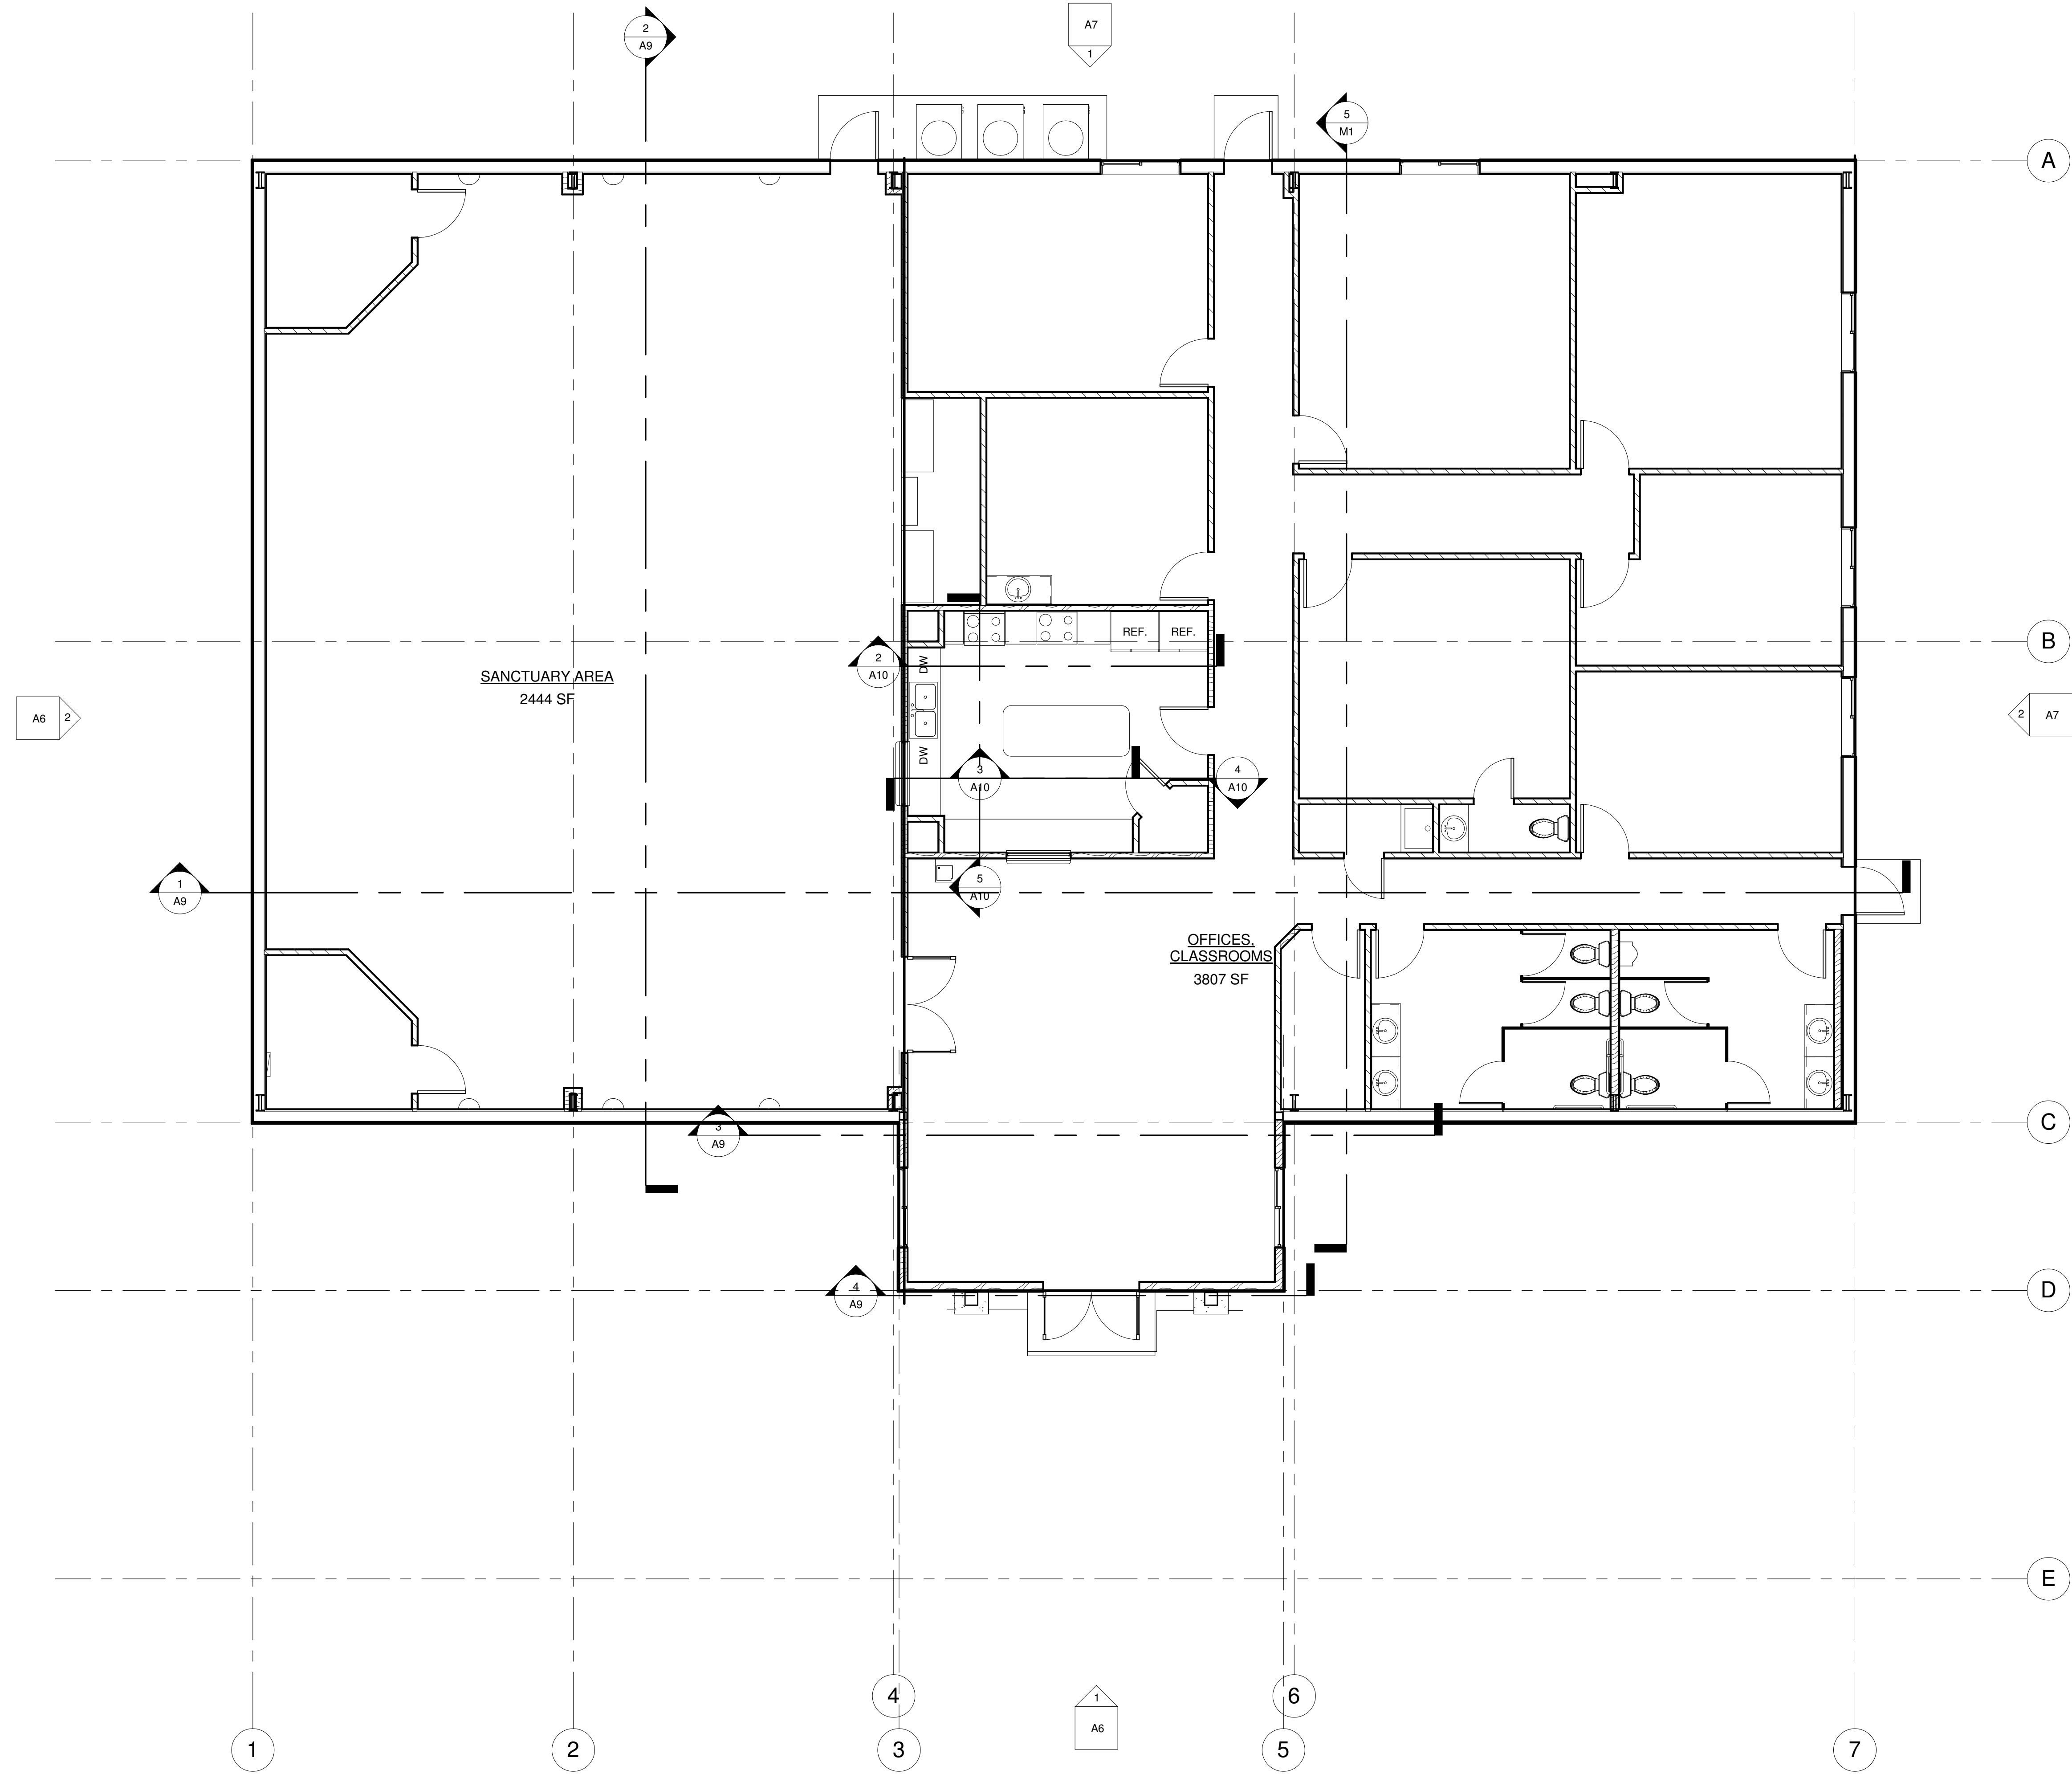 2
A9
A7
1
5
M1
A
REF.
REF.
B
DW
2
A10
SANCTUARY AREA
2444 SF
A6
2
2
A7
DW
3
A10
4
A10
1
A9
5
A10
OFFICES,
CLASSROOMS
3807 SF
3
A9
C
4
A9
D
E
4
6
1
A6
1
2
3
5
7